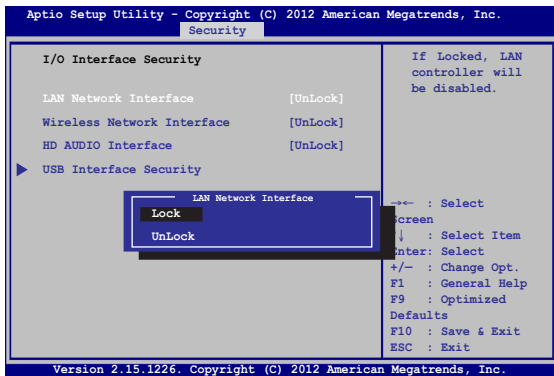 Aptio Setup Utility - Copyright (C) 2012 American Megatrends, Inc.
Security
I/O Interface Security
LAN Network Interface [UnLock]
Wireless Network Interface [UnLock]
HD AUDIO Interface [UnLock]
USB Interface Security
If Locked, LAN
controller will
be disabled.
LAN Network Interface
Lock
UnLock
→← : Select
Screen
↓ : Select Item
Enter: Select
+/— : Change Opt.
F1 : General Help
F9 : Optimized
Defaults
F10 : Save & Exit
ESC : Exit
Version 2.15.1226. Copyright (C) 2012 American Megatrends, Inc.